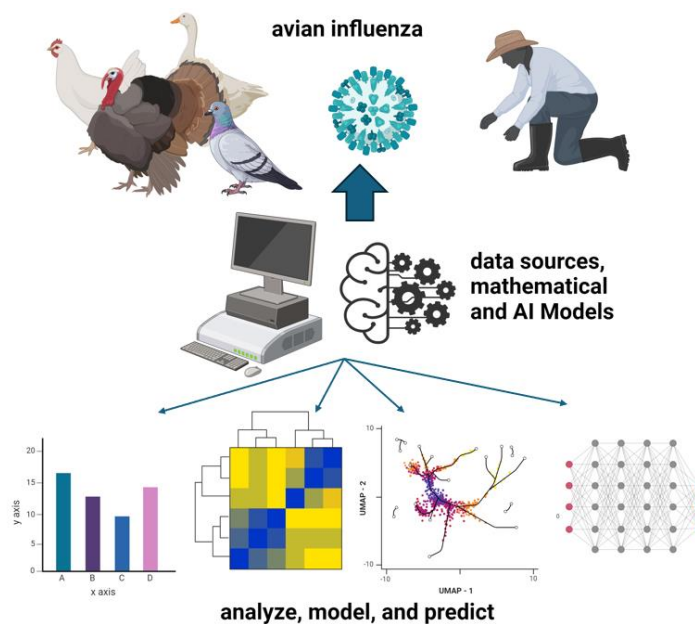 avian influenza
data sources,
mathematical
and AI Models
20
15
10
5
0
y axis
A B C D
x axis
10
UMAP - 2
-10
-10 10
UMAP - 1
0
analyze, model, and predict